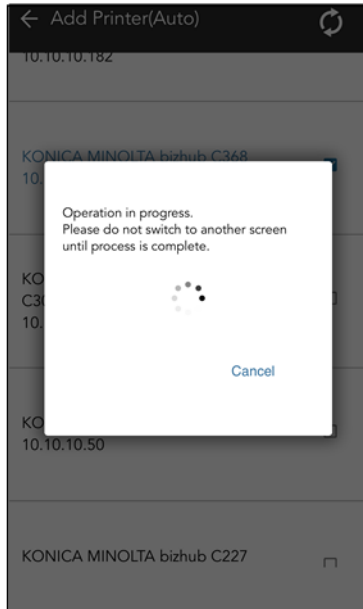 Add Printer(Auto)
10.10.10.182
KONICA MINOLTA bizhub C368
10.
Operation in progress.
Please do not switch to another screen
until process is complete.
KO
C30
10.
Cancel
KO
10.10.10.50
KONICA MINOLTA bizhub C227